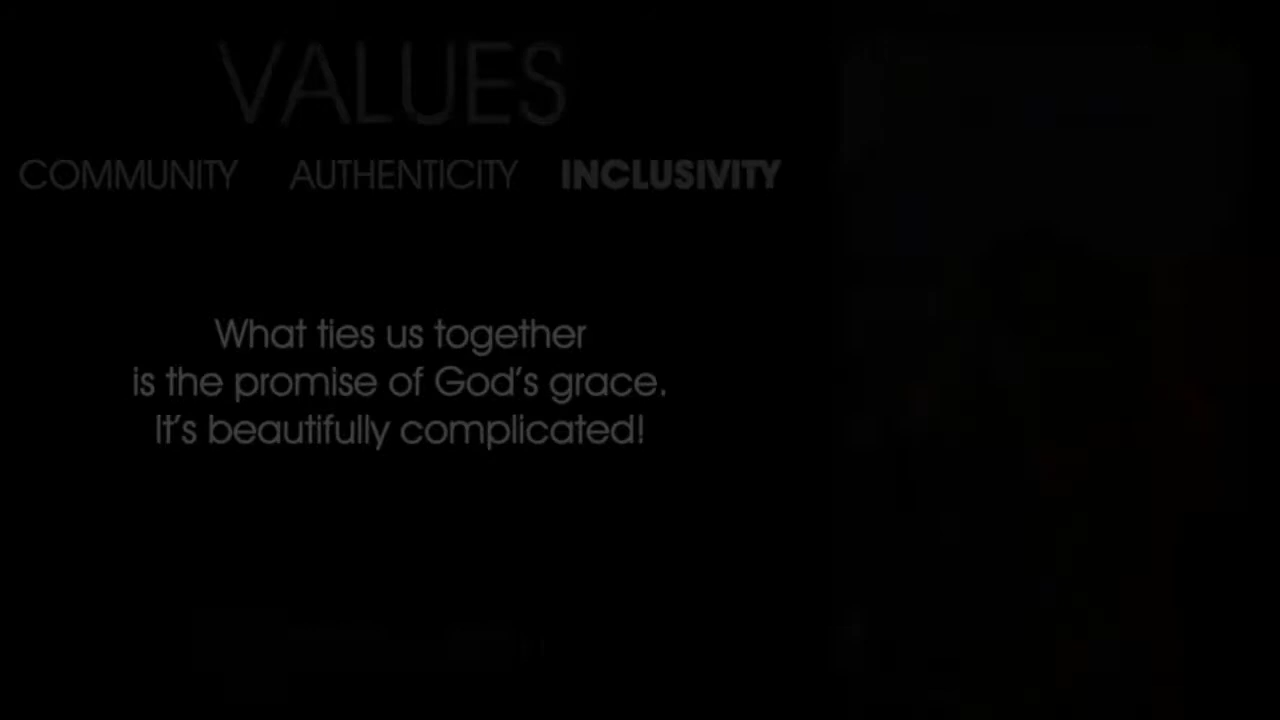 VALUES
COMMUNITY AUTHENTICITY INCLUSIVITY
What ties us together
is the promise of God's grace.
It's beautifully complicated!